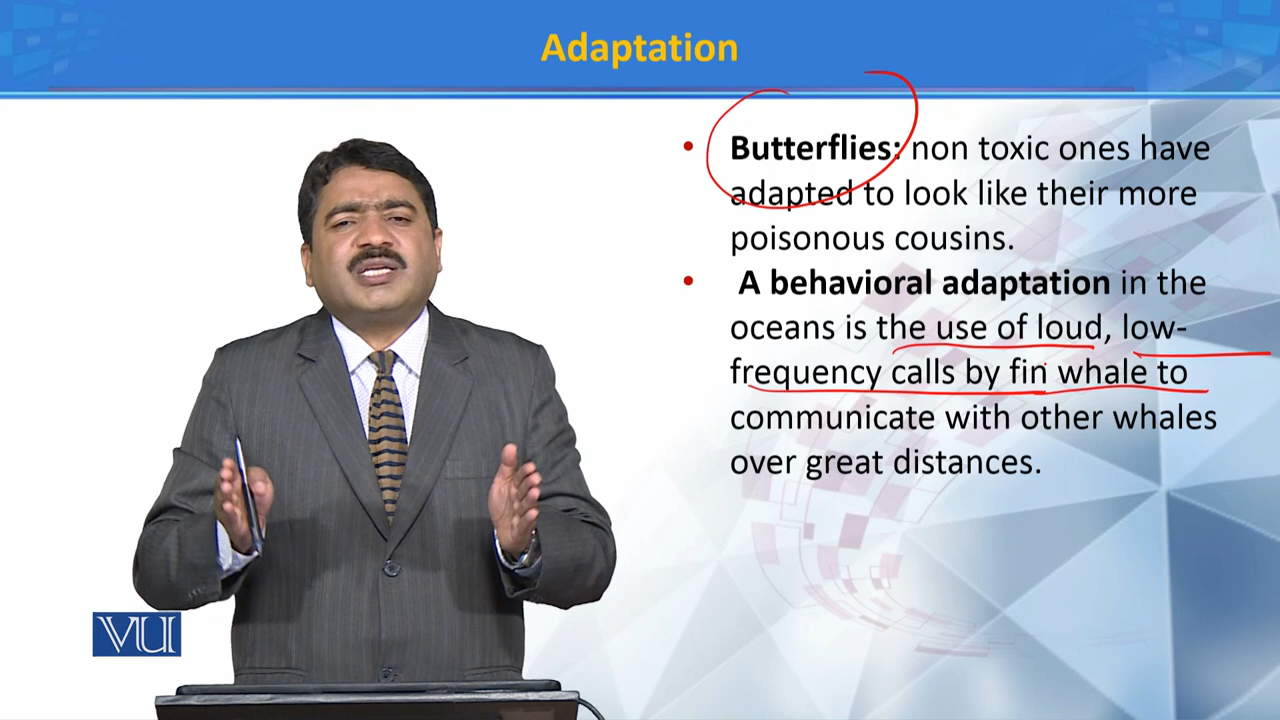 Adaptation
• Butterflies: non toxic ones have
adapted to look like their more
poisonous cousins.
• A behavioral adaptation in the
oceans is the use of loud, low-
frequency calls by fin whale to
communicate with other whales
over great distances.
VU